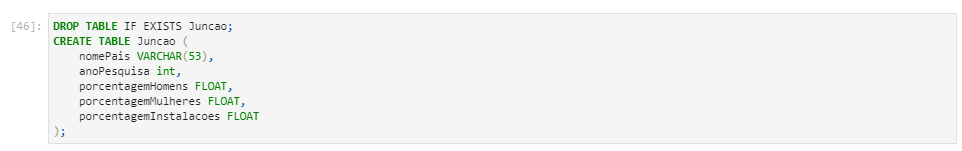 [46]: DROP TABLE IF EXISTS Juncao;
CREATE TABLE Juncao (
    nomePais VARCHAR(53),
    anoPesquisa int,
    porcentagemHomens FLOAT,
    porcentagemMulheres FLOAT,
    porcentagemInstalacoes FLOAT
);